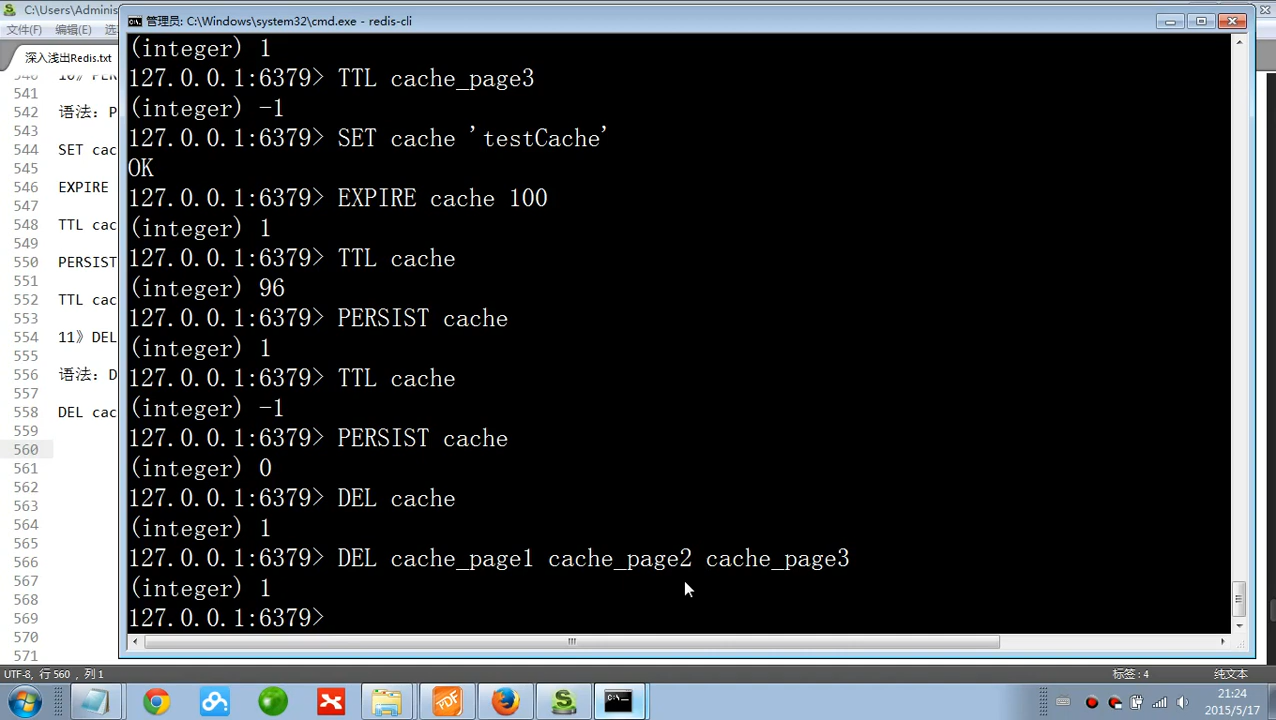 C:\Users\Adminis
管理员: C:\Windows\system32\cmd.exe - redis-cli
文件(F) 编辑(E)
深入浅出Redis.txt
(integer) 1
127.0.0.1:6379> TTL cache_page3
(integer) -1
127.0.0.1:6379> SET cache 'testCache'
OK
127.0.0.1:6379> EXPIRE cache 100
(integer) 1
127.0.0.1:6379> TTL cache
(integer) 96
127.0.0.1:6379> PERSIST cache
(integer) 1
127.0.0.1:6379> TTL cache
(integer) -1
127.0.0.1:6379> PERSIST cache
(integer) 0
127.0.0.1:6379> DEL cache
(integer) 1
127.0.0.1:6379> DEL cache_page1 cache_page2 cache_page3
(integer) 1
127.0.0.1:6379>
541
542 语法: P
543
544 SET cac
545
546 EXPIRE
547
548 TTL cac
549
550 PERSIST
551
552 TTL cac
553
554 11》DEL
555
556 语法: D
557
558 DEL cac
559
560
561
562
563
564
565
566
567
568
569
570
571
UTF-8, 行 560 , 列 1
标签: 4
纯文本
PDF
21:24
2015/5/17